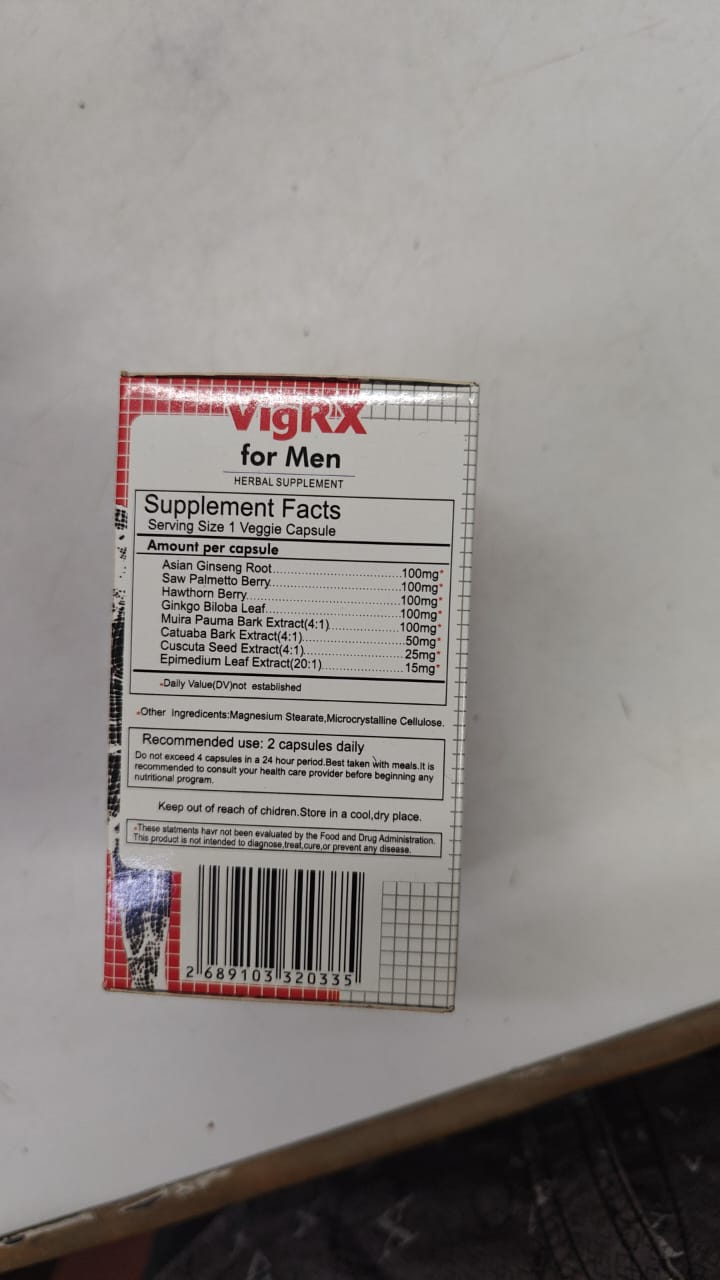 VigRX
for Men
HERBAL SUPPLEMENT
Supplement Facts
Serving Size 1 Veggie Capsule
Amount per capsule
Asian Ginseng Root..............................100mg*
Saw Palmetto Berry..............................100mg*
Hawthorn Berry..............................100mg*
Ginkgo Biloba Leaf..............................100mg*
Muira Pauma Bark Extract(4:1)..................100mg*
Catuaba Bark Extract(4:1)........................50mg*
Cuscuta Seed Extract(4:1)........................25mg*
Epimedium Leaf Extract(20:1)....................15mg*
*Daily Value(DV)not established
*Other Ingredicents:Magnesium Stearate,Microcrystalline Cellulose.
Recommended use: 2 capsules daily
Do not exceed 4 capsules in a 24 hour period.Best taken with meals.It is
recommended to consult your health care provider before beginning any
nutritional program.
Keep out of reach of chidren.Store in a cool,dry place.
*These statments havr not been evaluated by the Food and Drug Administration.
This product is not intended to diagnose,treat,cure,or prevent any disease.
2 689103 320335